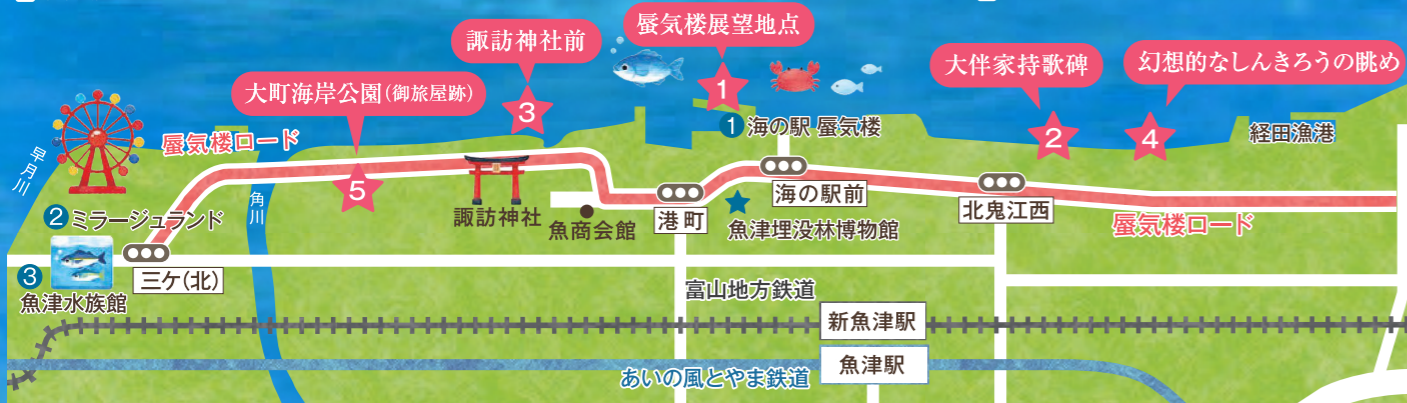 蜃気楼展望地点
諏訪神社前
大伴家持歌碑
幻想的なしんきろうの眺め
大町海岸公園(御旅屋跡)
1
3
2
4
5
1 海の駅 蜃気楼
経田漁港
蜃気楼ロード
早月川
角川
2 ミラージュランド
諏訪神社
魚商会館
港町
海の駅前
北鬼江西
魚津埋没林博物館
蜃気楼ロード
3
魚津水族館
三ケ(北)
富山地方鉄道
新魚津駅
魚津駅
あいの風とやま鉄道